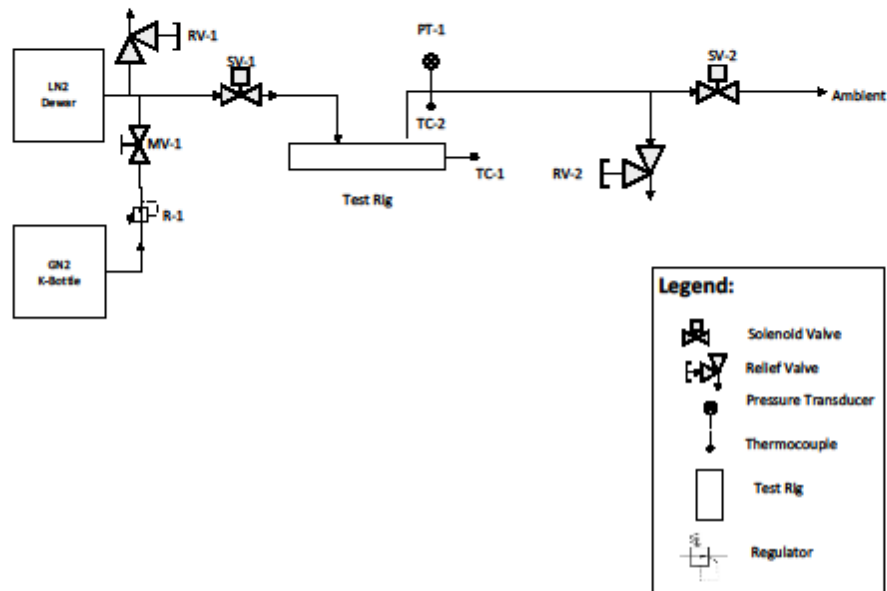 RV-1
PT-1
SV-1
SV-2
LN2
Dewar
Ambient
TC-2
MV-1
TC-1
RV-2
Test Rig
R-1
GN2
K-Bottle
Legend:
Solenoid Valve
Relief Valve
Pressure Transducer
Thermocouple
Test Rig
Regulator